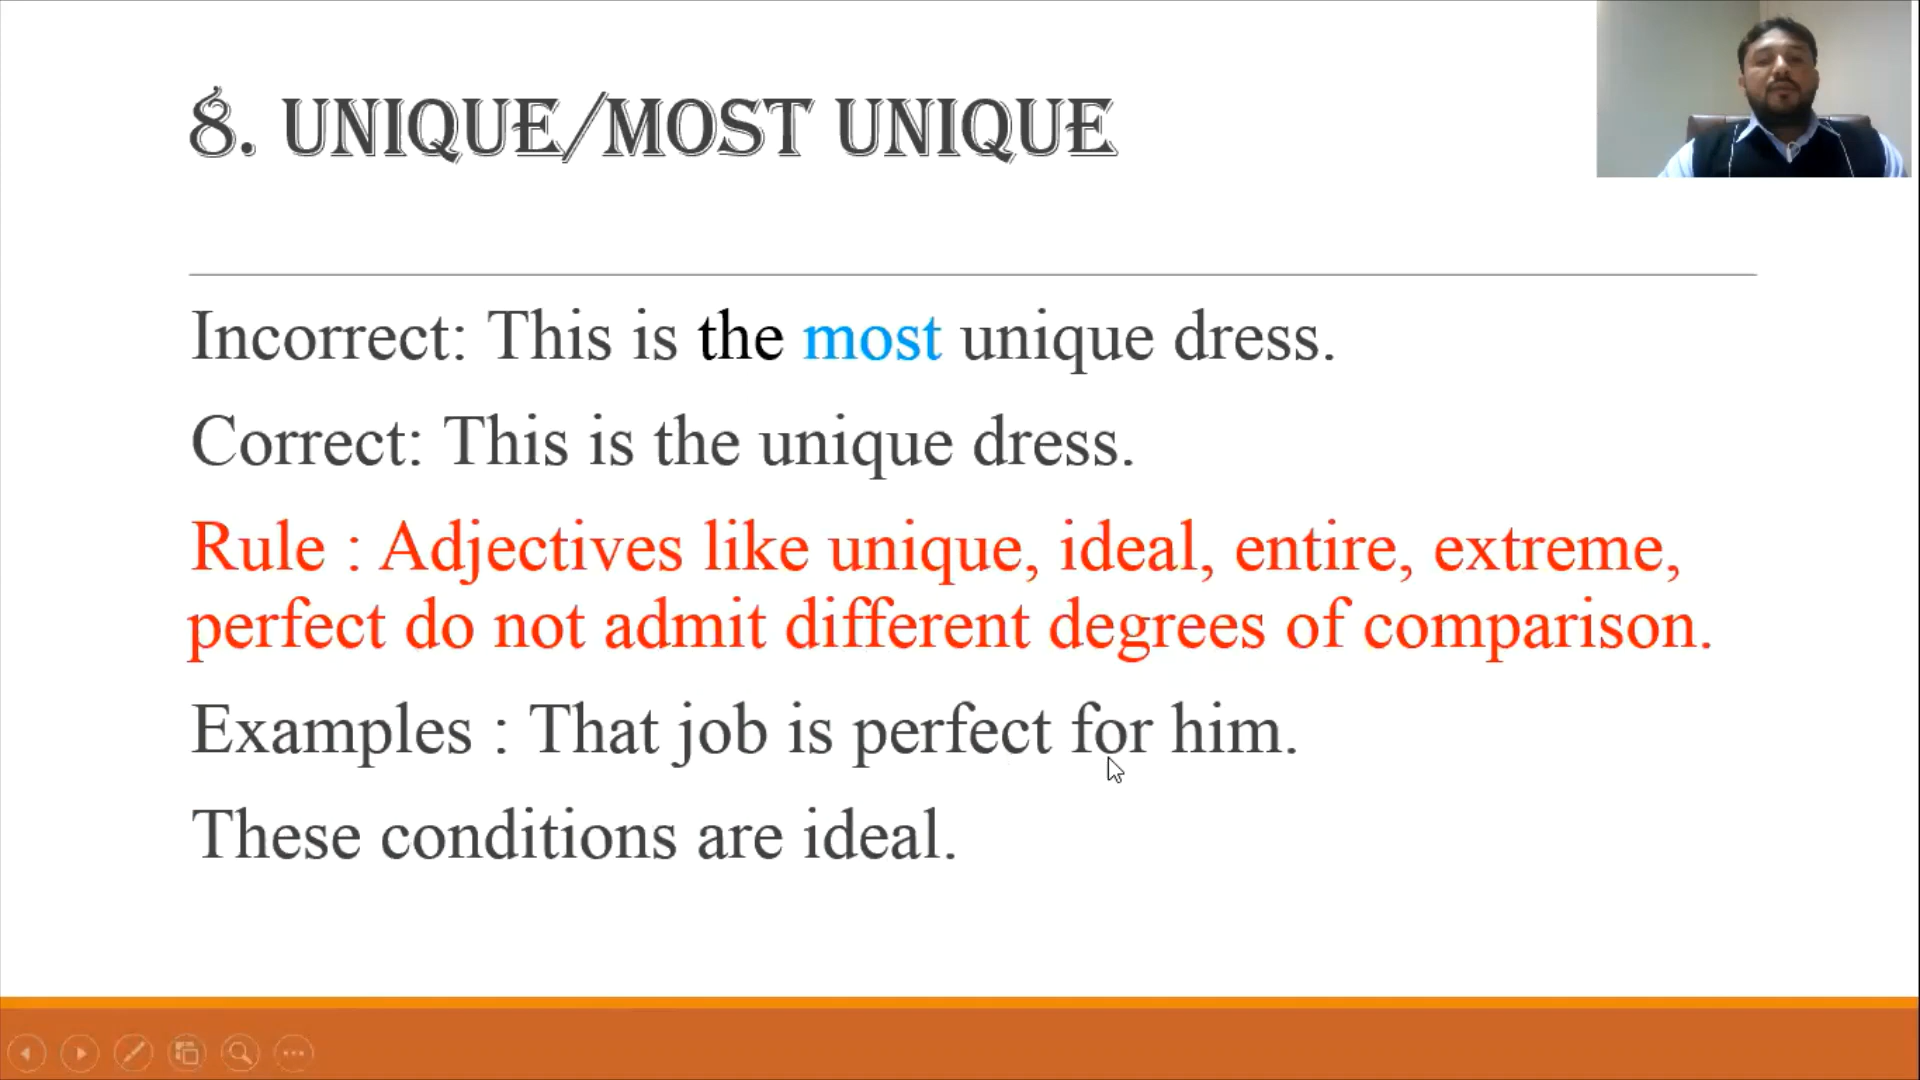 8. UNIQUE/MOST UNIQUE
Incorrect: This is the most unique dress.
Correct: This is the unique dress.
Rule : Adjectives like unique, ideal, entire, extreme,
perfect do not admit different degrees of comparison.
Examples : That job is perfect for him.
These conditions are ideal.